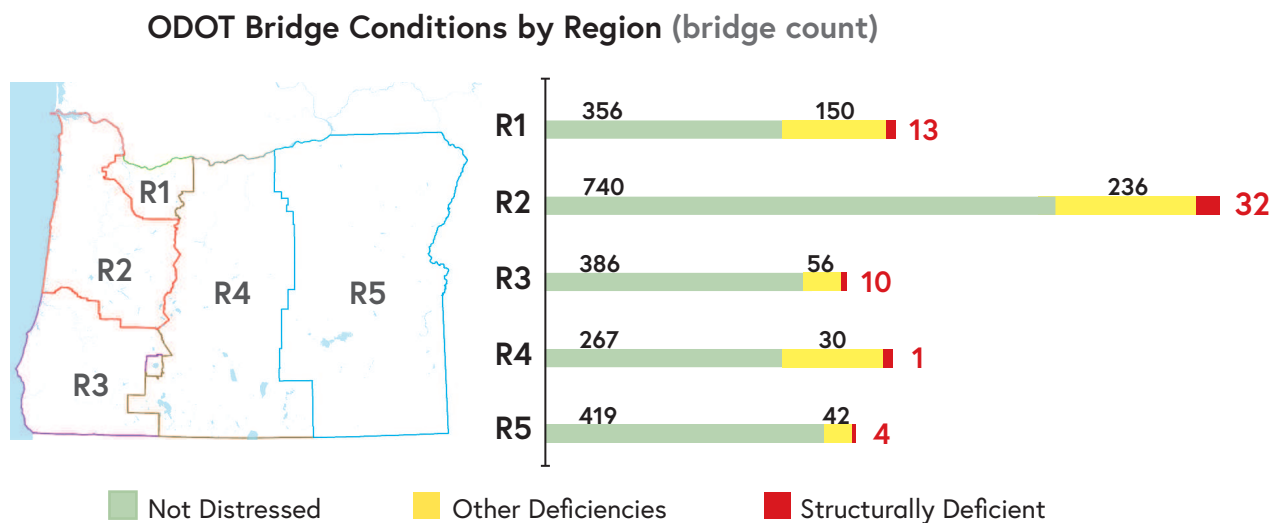 ODOT Bridge Conditions by Region (bridge count)
R1
R2
R3
R4
R5
R1 356 150 13
R2 740 236 32
R3 386 56 10
R4 267 30 1
R5 419 42 4
Not Distressed Other Deficiencies Structurally Deficient